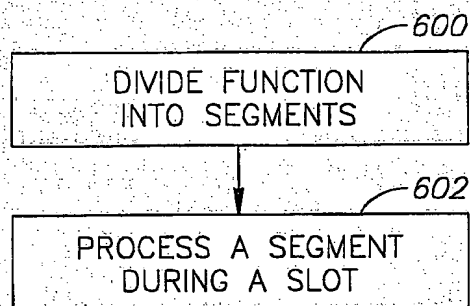 600
DIVIDE FUNCTION
INTO SEGMENTS
602
PROCESS A SEGMENT
DURING A SLOT